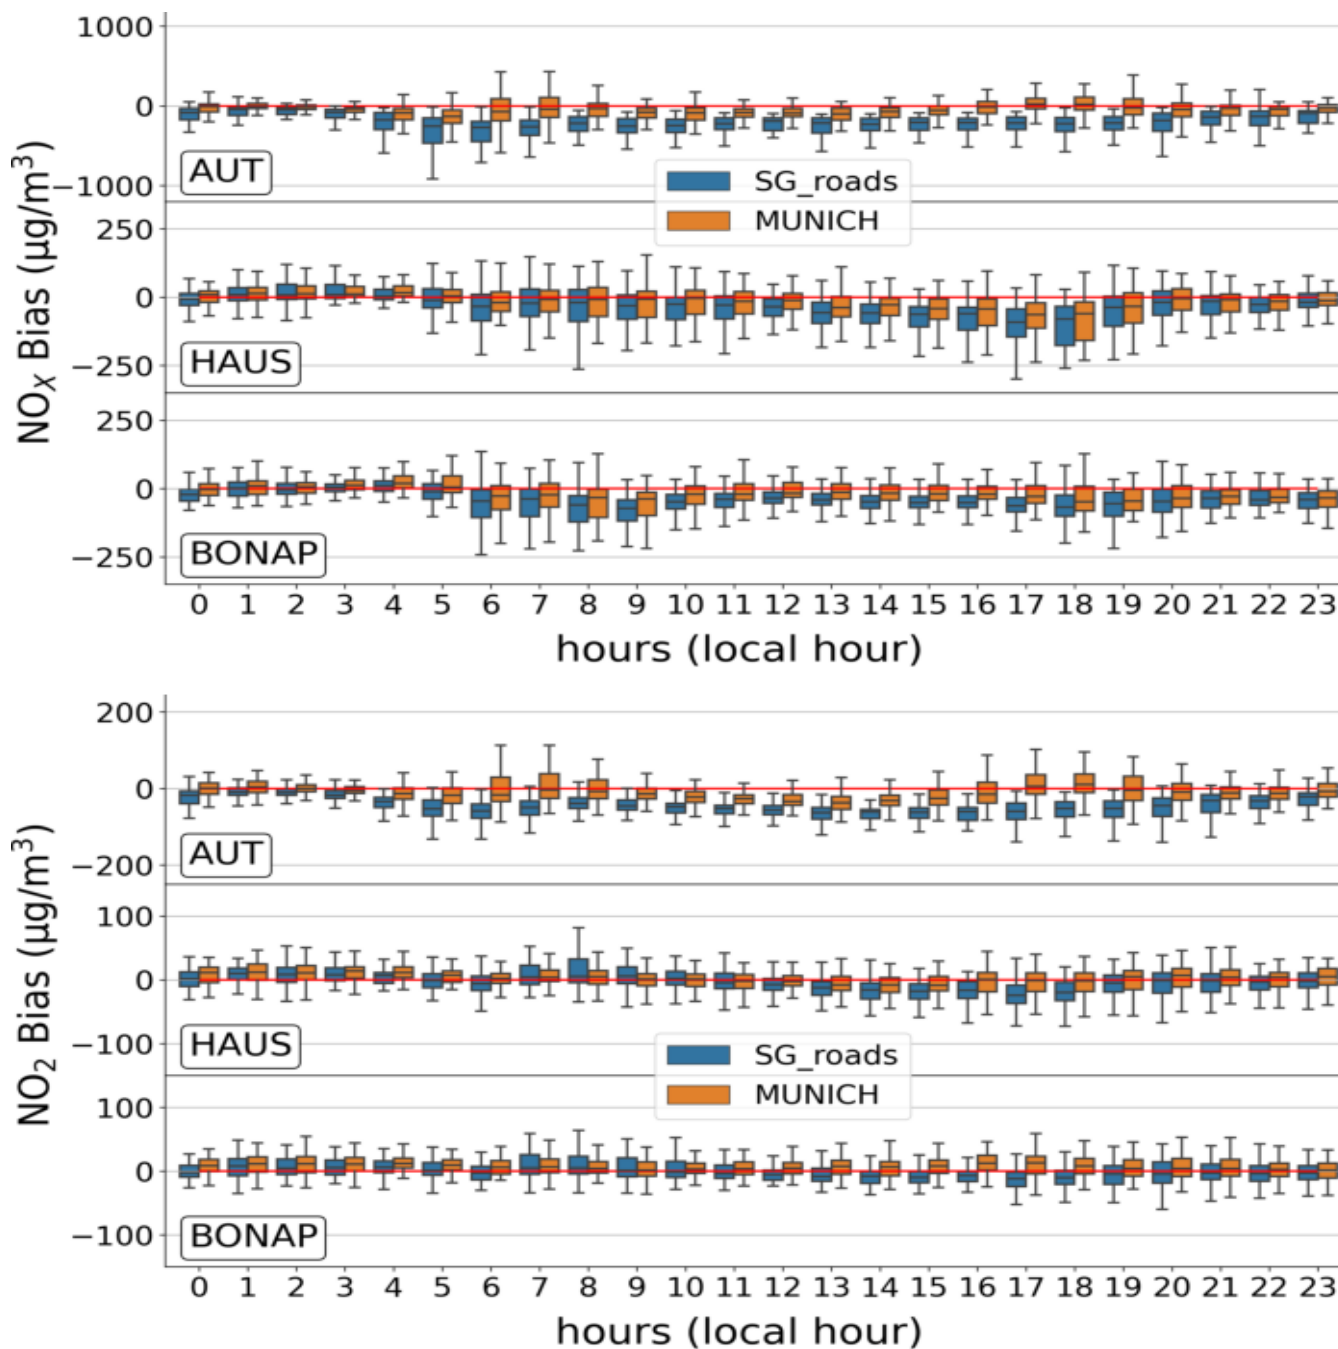 1000
0
−1000
AUT
SG_roads
MUNICH
250
0
−250
HAUS
250
0
−250
BONAP
NOX Bias (μg/m³)
0 1 2 3 4 5 6 7 8 9 10 11 12 13 14 15 16 17 18 19 20 21 22 23
hours (local hour)
200
0
−200
AUT
100
0
−100
HAUS
SG_roads
MUNICH
100
0
−100
BONAP
NO₂ Bias (μg/m³)
0 1 2 3 4 5 6 7 8 9 10 11 12 13 14 15 16 17 18 19 20 21 22 23
hours (local hour)